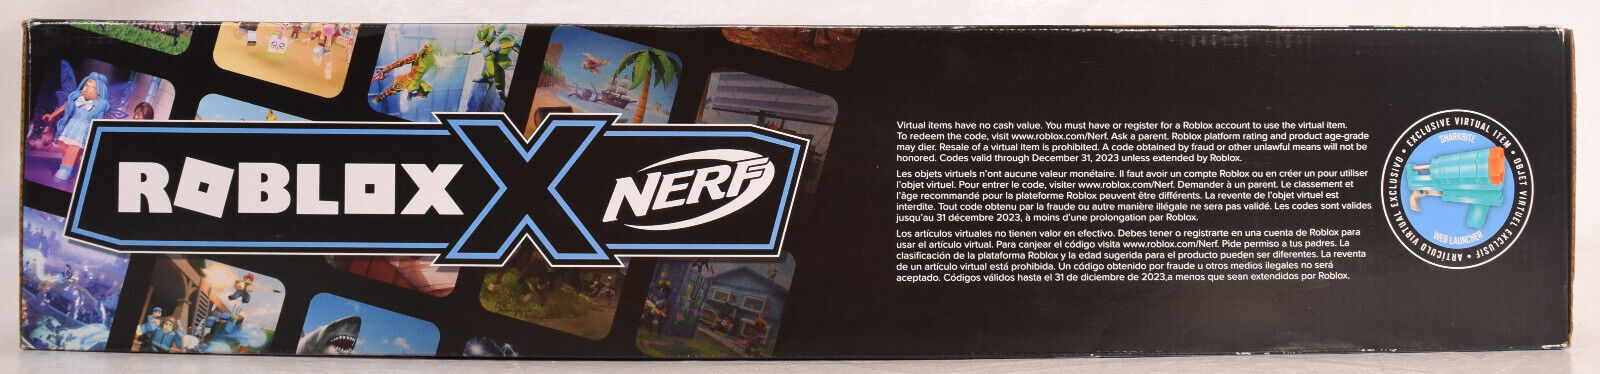 ROBLOX X NERF
Virtual items have no cash value. You must have or register for a Roblox account to use the virtual item.
To redeem the code, visit www.roblox.com/Nerf. Ask a parent. Roblox platform rating and product age-grade
may dier. Resale of a virtual item is prohibited. A code obtained by fraud or other unlawful means will not be
honored. Codes valid through December 31, 2023 unless extended by Roblox.
Les objets virtuels n'ont aucune valeur monétaire. Il faut avoir un compte Roblox ou en créer un pour utiliser
l'objet virtuel. Pour entrer le code, visiter www.roblox.com/Nerf. Demander à un parent. Le classement et
l'âge recommandé pour la plateforme Roblox peuvent être différents. La revente de l'objet virtuel est
interdite. Tout code obtenu par la fraude ou autre manière illégale ne sera pas validé. Les codes sont valides
jusqu'au 31 décembre 2023, à moins d'une prolongation par Roblox.
Los artículos virtuales no tienen valor en efectivo. Debes tener o registrarte en una cuenta de Roblox para
usar el artículo virtual. Para canjear el código visita www.roblox.com/Nerf. Pide permiso a tus padres. La
clasificación de la plataforma Roblox y la edad sugerida para el producto pueden ser diferentes. La reventa
de un artículo virtual está prohibida. Un código obtenido por fraude u otros medios ilegales no será
aceptado. Códigos válidos hasta el 31 de diciembre de 2023,a menos que sean extendidos por Roblox.
EXCLUSIVE VIRTUAL ITEM • OBJET VIRTUEL EXCLUSIF • ARTÍCULO VIRTUAL EXCLUSIVO •
SHARKBITE
WEB LAUNCHER